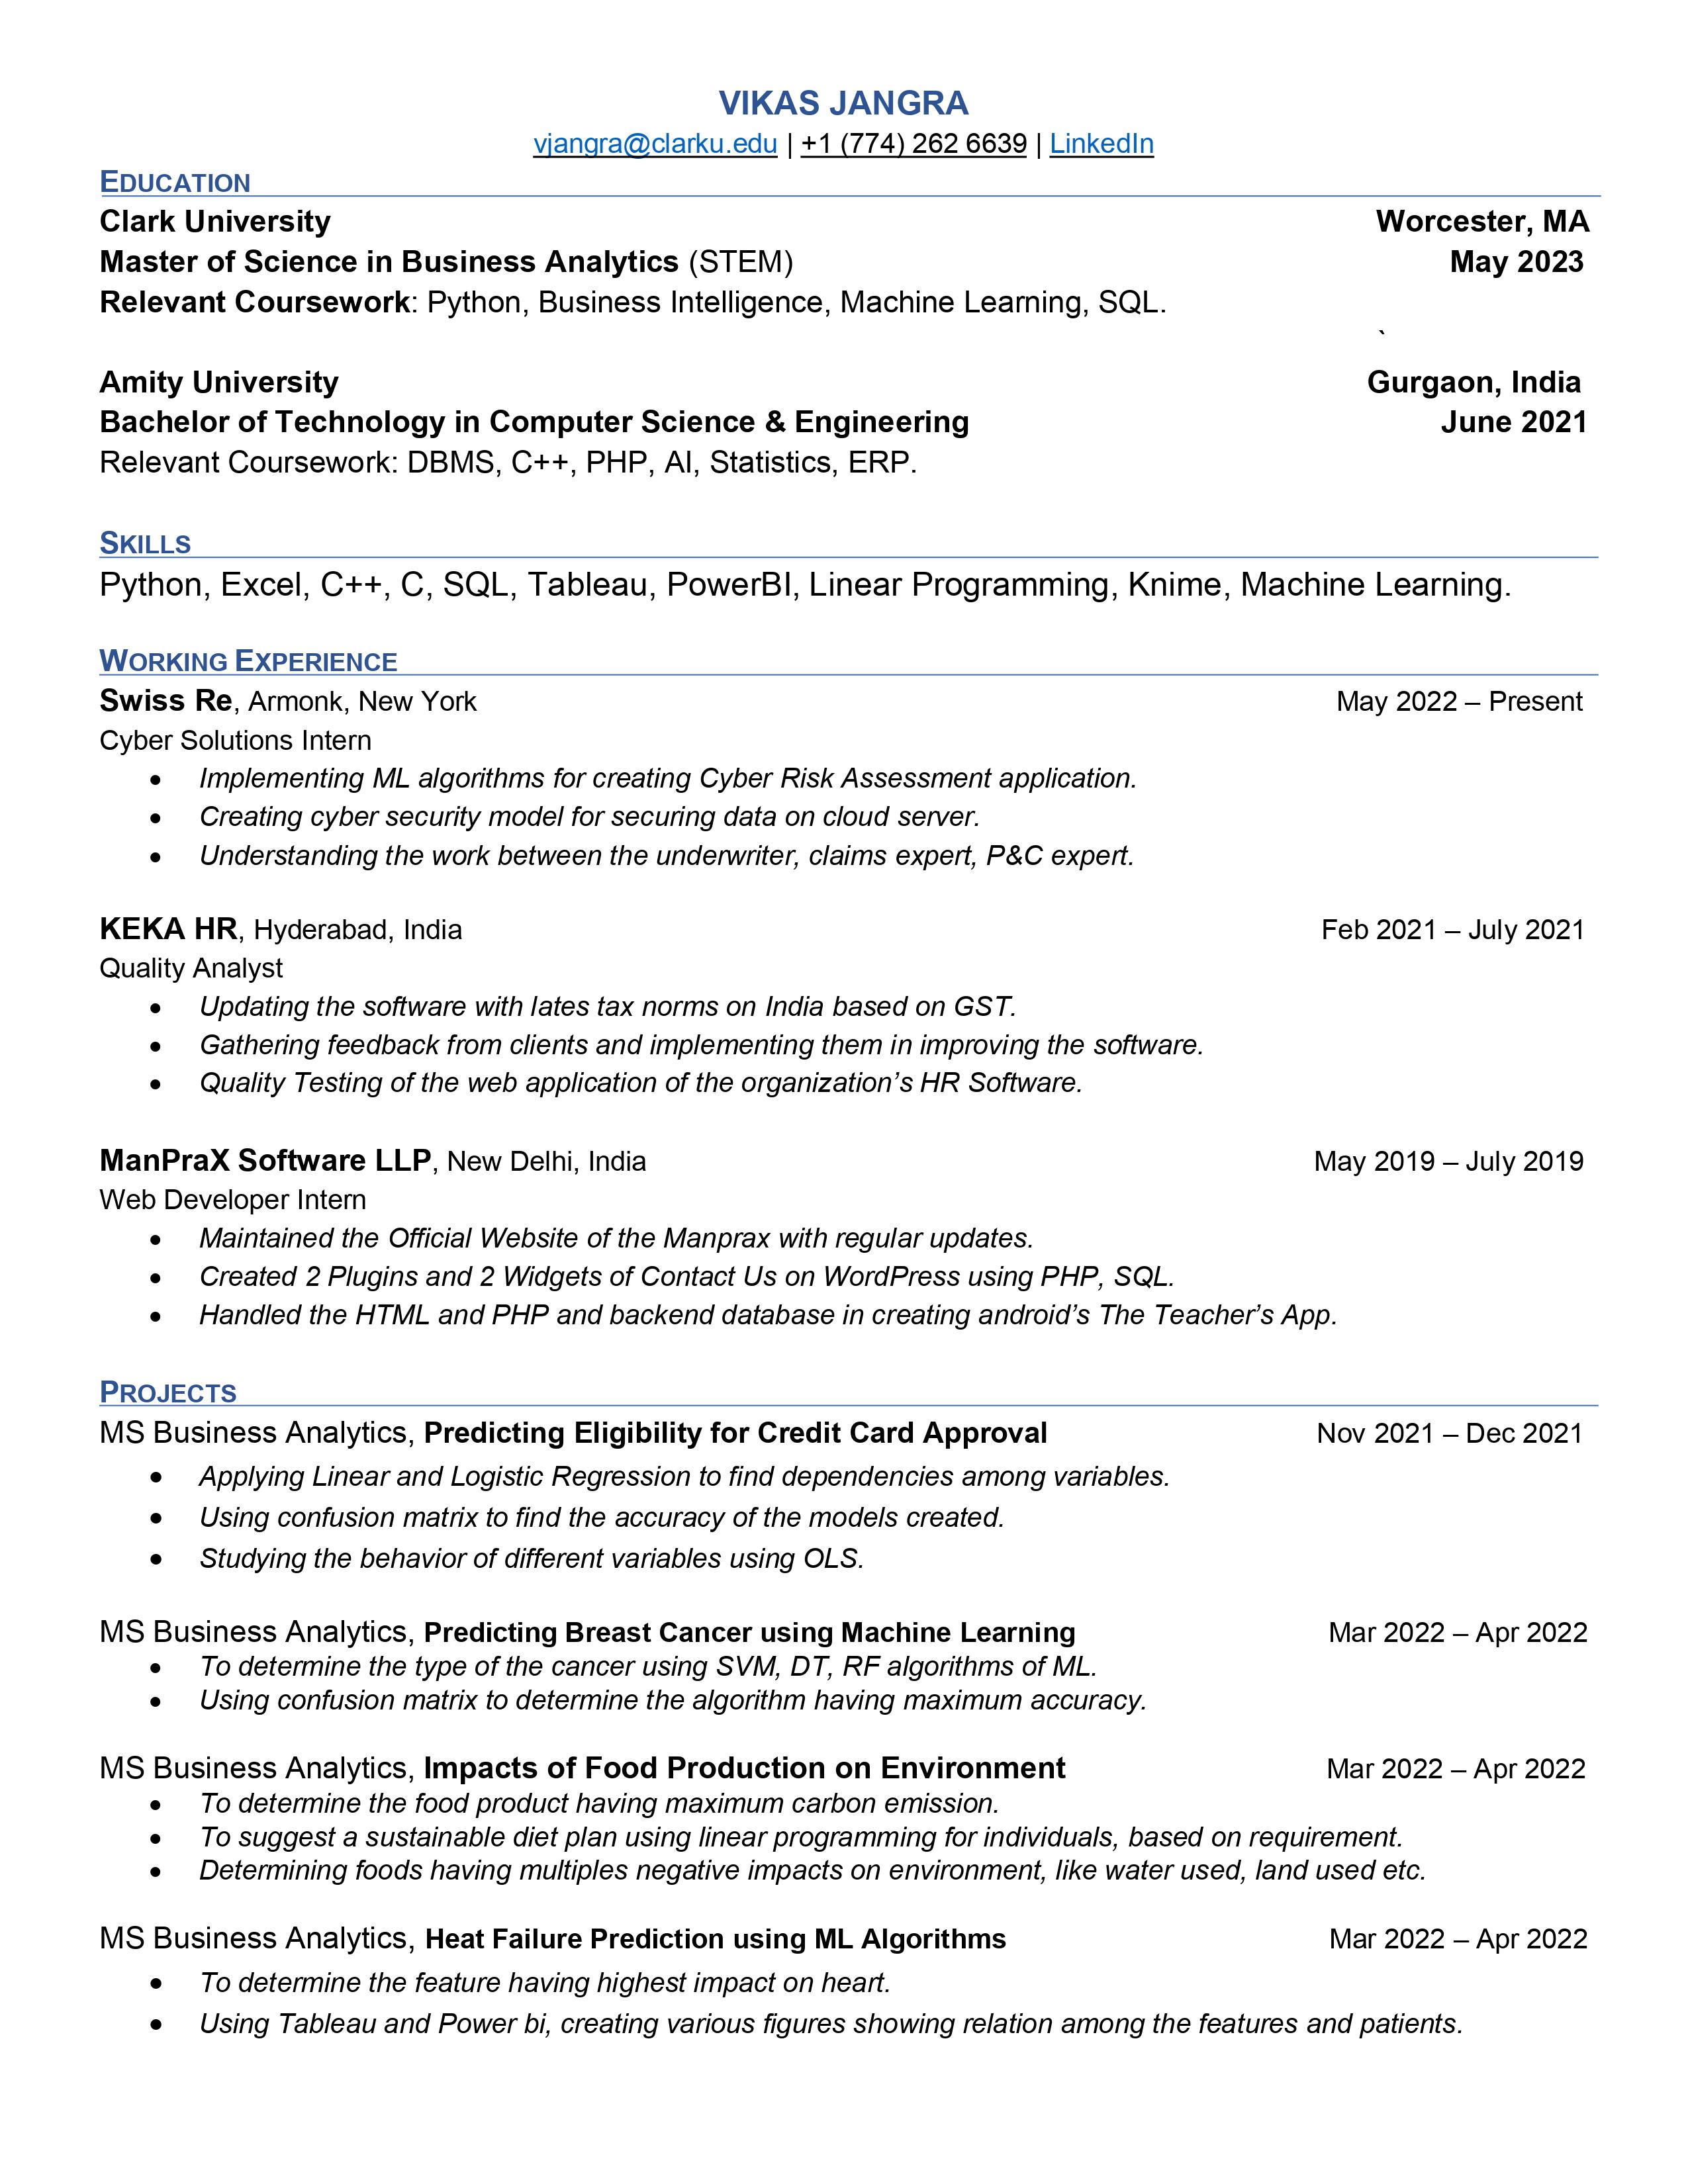 VIKAS JANGRA
vjangra@clarku.edu | +1 (774) 262 6639 | LinkedIn
EDUCATION
Clark University Worcester, MA
Master of Science in Business Analytics (STEM) May 2023
Relevant Coursework: Python, Business Intelligence, Machine Learning, SQL.
`
Amity University Gurgaon, India
Bachelor of Technology in Computer Science & Engineering June 2021
Relevant Coursework: DBMS, C++, PHP, AI, Statistics, ERP.
SKILLS
Python, Excel, C++, C, SQL, Tableau, PowerBI, Linear Programming, Knime, Machine Learning.
WORKING EXPERIENCE
Swiss Re, Armonk, New York May 2022 – Present
Cyber Solutions Intern
• Implementing ML algorithms for creating Cyber Risk Assessment application.
• Creating cyber security model for securing data on cloud server.
• Understanding the work between the underwriter, claims expert, P&C expert.
KEKA HR, Hyderabad, India Feb 2021 – July 2021
Quality Analyst
• Updating the software with lates tax norms on India based on GST.
• Gathering feedback from clients and implementing them in improving the software.
• Quality Testing of the web application of the organization’s HR Software.
ManPraX Software LLP, New Delhi, India May 2019 – July 2019
Web Developer Intern
• Maintained the Official Website of the Manprax with regular updates.
• Created 2 Plugins and 2 Widgets of Contact Us on WordPress using PHP, SQL.
• Handled the HTML and PHP and backend database in creating android’s The Teacher’s App.
PROJECTS
MS Business Analytics, Predicting Eligibility for Credit Card Approval Nov 2021 – Dec 2021
• Applying Linear and Logistic Regression to find dependencies among variables.
• Using confusion matrix to find the accuracy of the models created.
• Studying the behavior of different variables using OLS.
MS Business Analytics, Predicting Breast Cancer using Machine Learning Mar 2022 – Apr 2022
• To determine the type of the cancer using SVM, DT, RF algorithms of ML.
• Using confusion matrix to determine the algorithm having maximum accuracy.
MS Business Analytics, Impacts of Food Production on Environment Mar 2022 – Apr 2022
• To determine the food product having maximum carbon emission.
• To suggest a sustainable diet plan using linear programming for individuals, based on requirement.
• Determining foods having multiples negative impacts on environment, like water used, land used etc.
MS Business Analytics, Heat Failure Prediction using ML Algorithms Mar 2022 – Apr 2022
• To determine the feature having highest impact on heart.
• Using Tableau and Power bi, creating various figures showing relation among the features and patients.